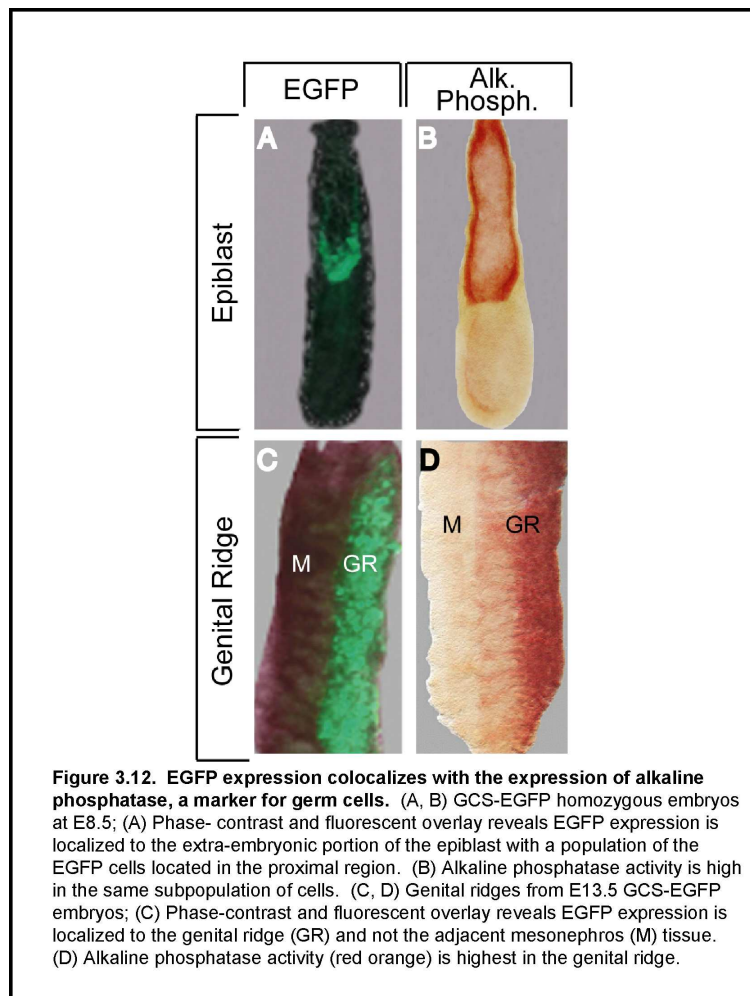 EGFP
Alk.
Phosph.
Epiblast
A
B
Genital Ridge
C
D
M
GR
M
GR
Figure 3.12. EGFP expression colocalizes with the expression of alkaline
phosphatase, a marker for germ cells. (A, B) GCS-EGFP homozygous embryos
at E8.5; (A) Phase- contrast and fluorescent overlay reveals EGFP expression is
localized to the extra-embryonic portion of the epiblast with a population of the
EGFP cells located in the proximal region. (B) Alkaline phosphatase activity is high
in the same subpopulation of cells. (C, D) Genital ridges from E13.5 GCS-EGFP
embryos; (C) Phase-contrast and fluorescent overlay reveals EGFP expression is
localized to the genital ridge (GR) and not the adjacent mesonephros (M) tissue.
(D) Alkaline phosphatase activity (red orange) is highest in the genital ridge.